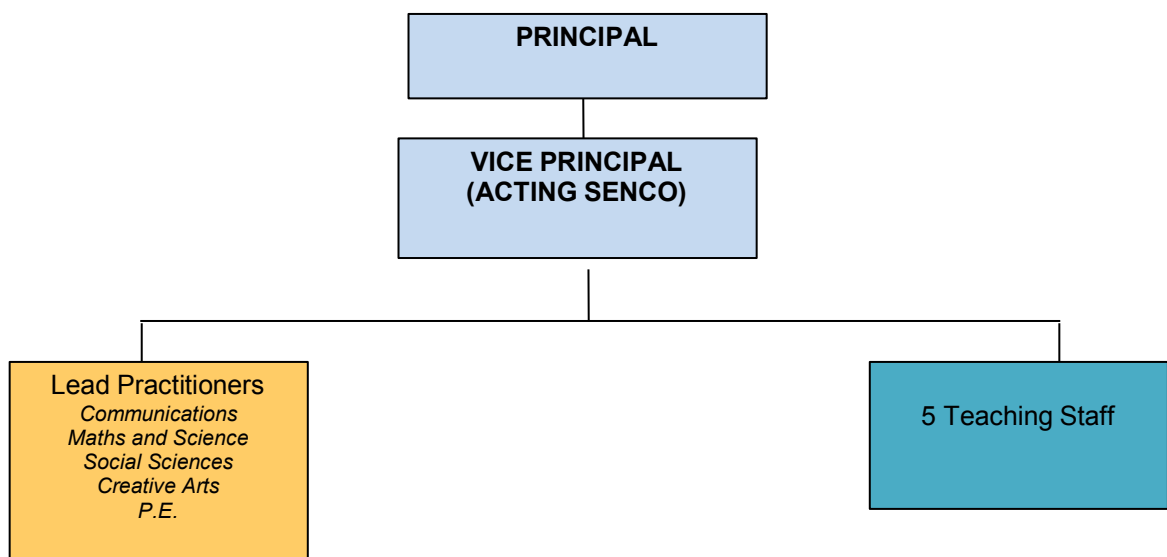 PRINCIPAL
VICE PRINCIPAL
(ACTING SENCO)
Lead Practitioners
Communications
Maths and Science
Social Sciences
Creative Arts
P.E.
5 Teaching Staff